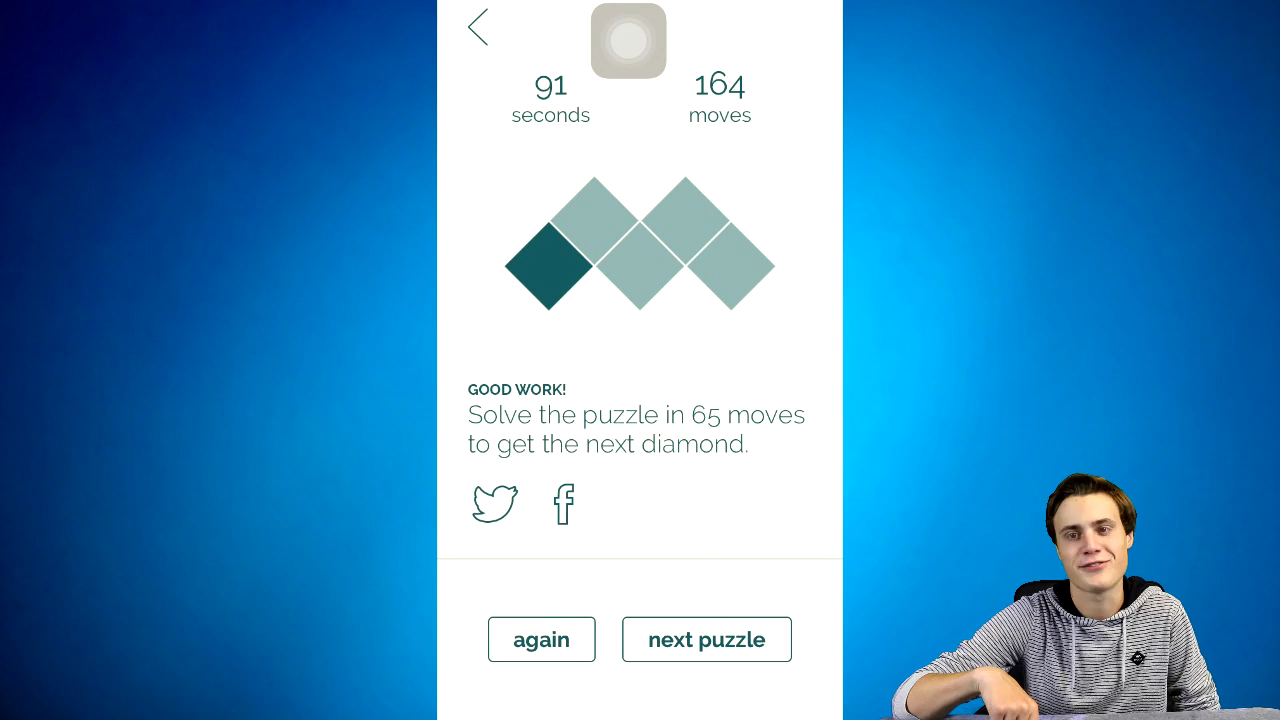 91
seconds
164
moves
GOOD WORK!
Solve the puzzle in 65 moves
to get the next diamond.
again
next puzzle